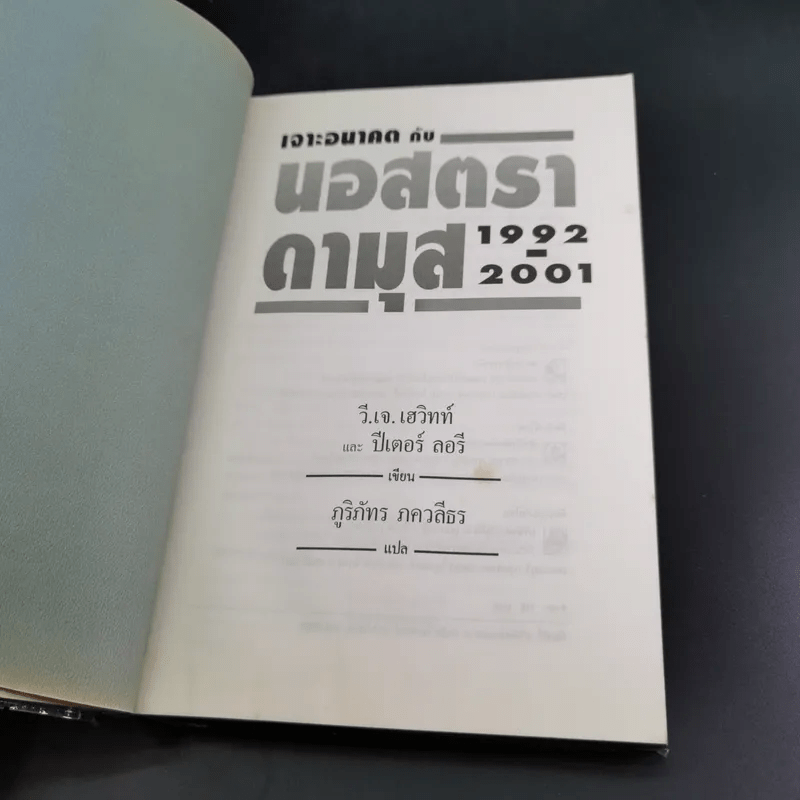 เจาะอนาคต กับ
นอสตรา
ดามุส 1992
-
2001
วี.เจ.เฮวิทท์
และ ปีเตอร์ ลอรี
เขียน
ภูริภัทร ภควลีธร
แปล